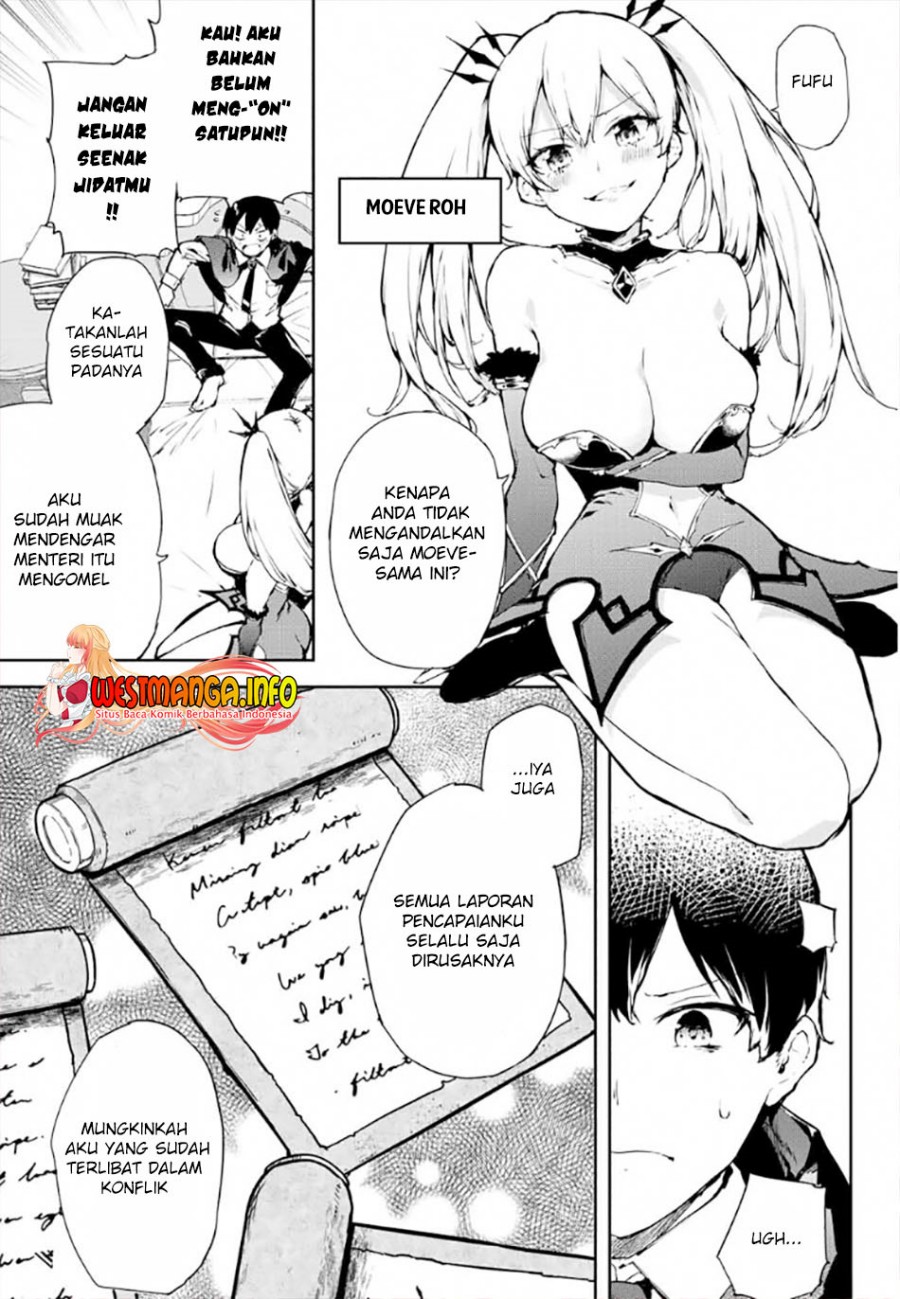 FUFU
MOEVE ROH
KENAPA
ANDA TIDAK
MENGANDALKAN
SAJA MOEVE-
SAMA INI?
KAU! AKU
BAHKAN
BELUM
MENG-"ON"
SATUPUN!!
JANGAN
KELUAR
SEENAK
JIDATMU
!!
KA-
TAKANLAH
SESUATU
PADANYA
AKU
SUDAH MUAK
MENDENGAR
MENTERI ITU
MENGOMEL
WESTMANGA.INFO
SITUS BACA KOMIK BERBAHASA INDONESIA
...IYA
JUGA
SEMUA LAPORAN
PENCAPAIANKU
SELALU SAJA
DIRUSAKNYA
UGH...
MUNGKINKAH
AKU YANG SUDAH
TERLIBAT DALAM
KONFLIK